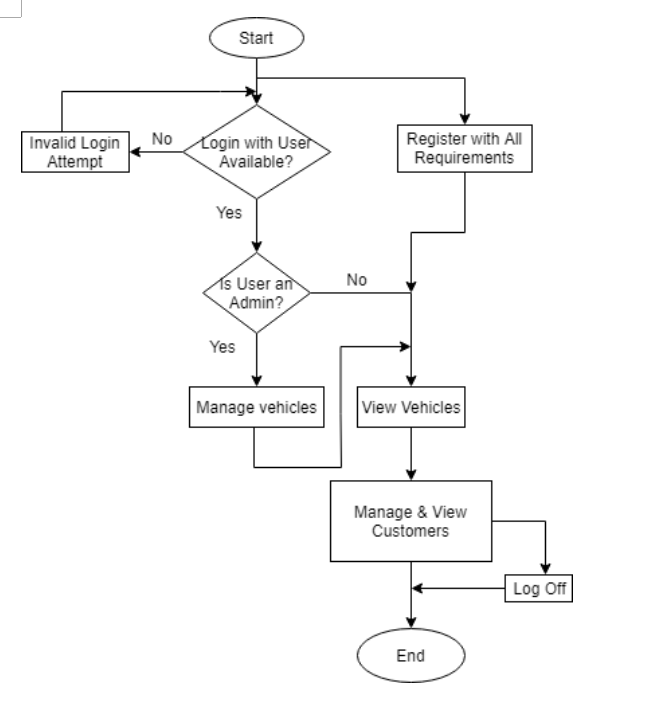 Start
Invalid Login
Attempt
No
Login with User
Available?
Register with All
Requirements
Yes
Is User an
Admin?
No
Yes
Manage vehicles
View Vehicles
Manage & View
Customers
Log Off
End